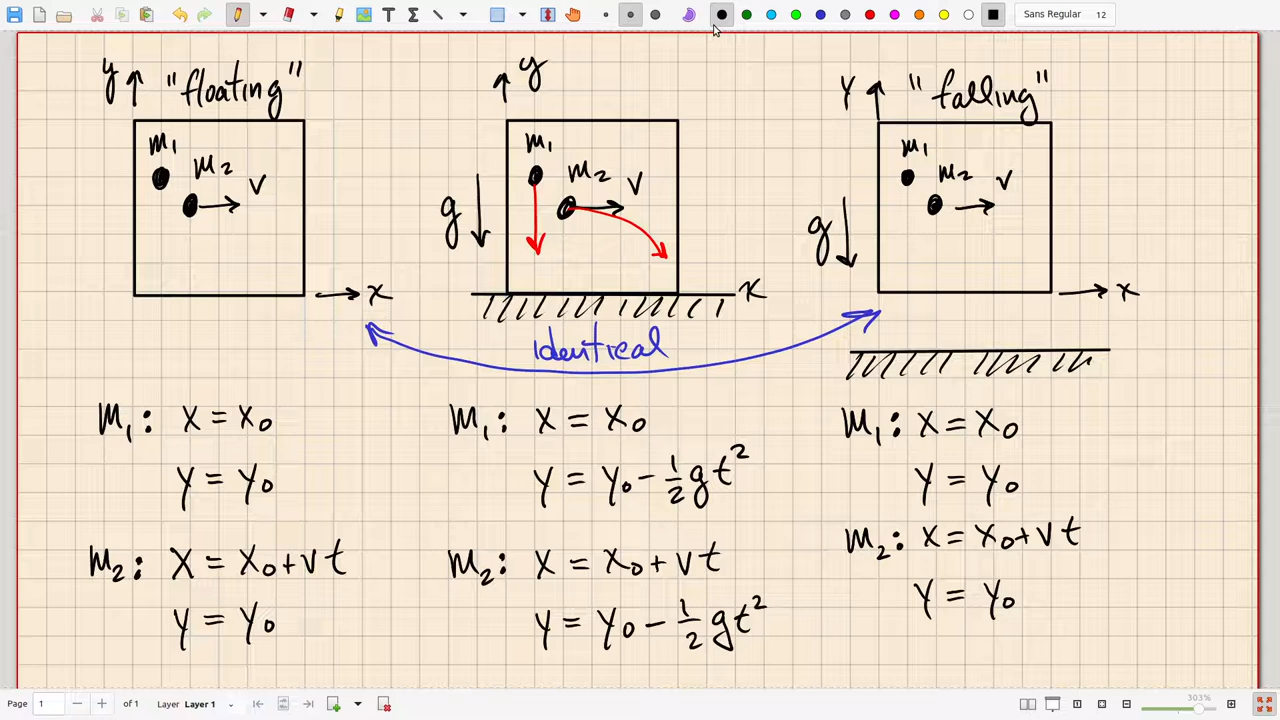 Sans Regular 12
y "floating"
m₁
m₂
v
x
m₁: x = x₀
y = y₀
m₂: x = x₀ + vt
y = y₀
y
m₁
m₂
v
g
x
identical
m₁: x = x₀
y = y₀ - 1/2 gt²
m₂: x = x₀ + vt
y = y₀ - 1/2 gt²
y "falling"
m₁
m₂
v
g
x
m₁: x = x₀
y = y₀
m₂: x = x₀ + vt
y = y₀
Page 1 of 1 Layer Layer 1 303%